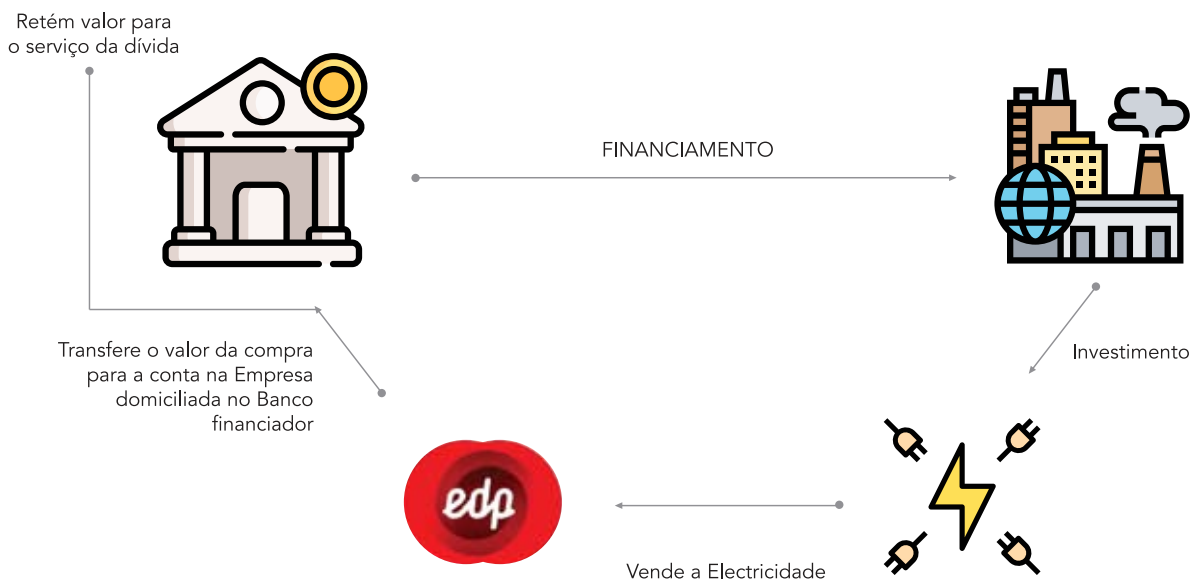 Retém valor para
o serviço da dívida
FINANCIAMENTO
Transfere o valor da compra
para a conta na Empresa
domiciliada no Banco
financiador
Investimento
edp
Vende a Electricidade